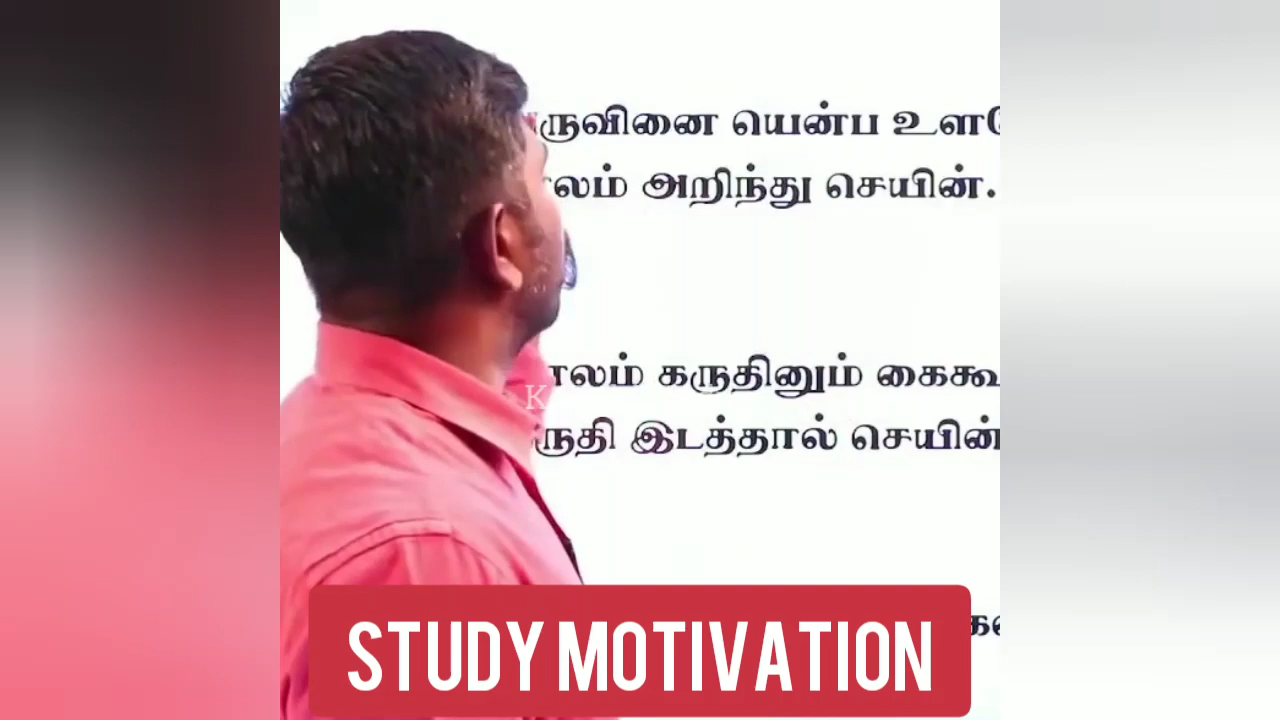 ருவினை யென்ப உள
லம் அறிந்து செயின்.
லம் கருதினும் கைகூ
ருதி இடத்தால் செயின்
K
STUDY MOTIVATION